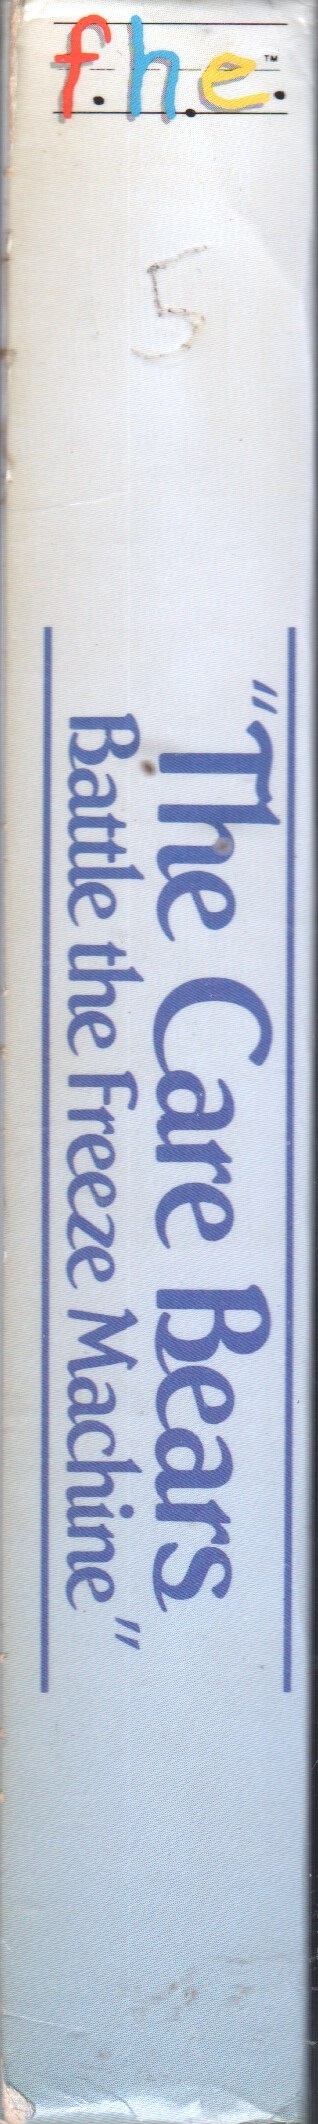 f.h.e.™
5
"The Care Bears
Battle the Freeze Machine"